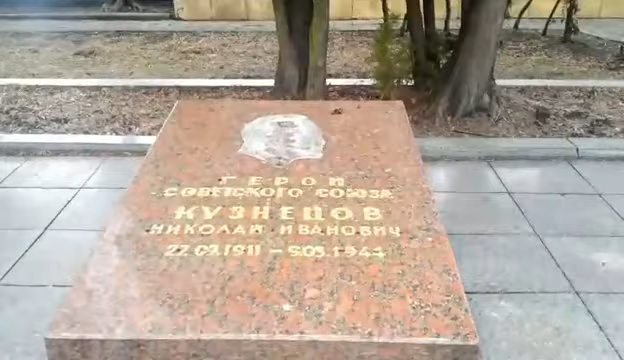 ГЕРОЙ
СОВЕТСКОГО СОЮЗА
КУЗНЕЦОВ
НИКОЛАЙ ИВАНОВИЧ
27.07.1911 – 9.03.1944